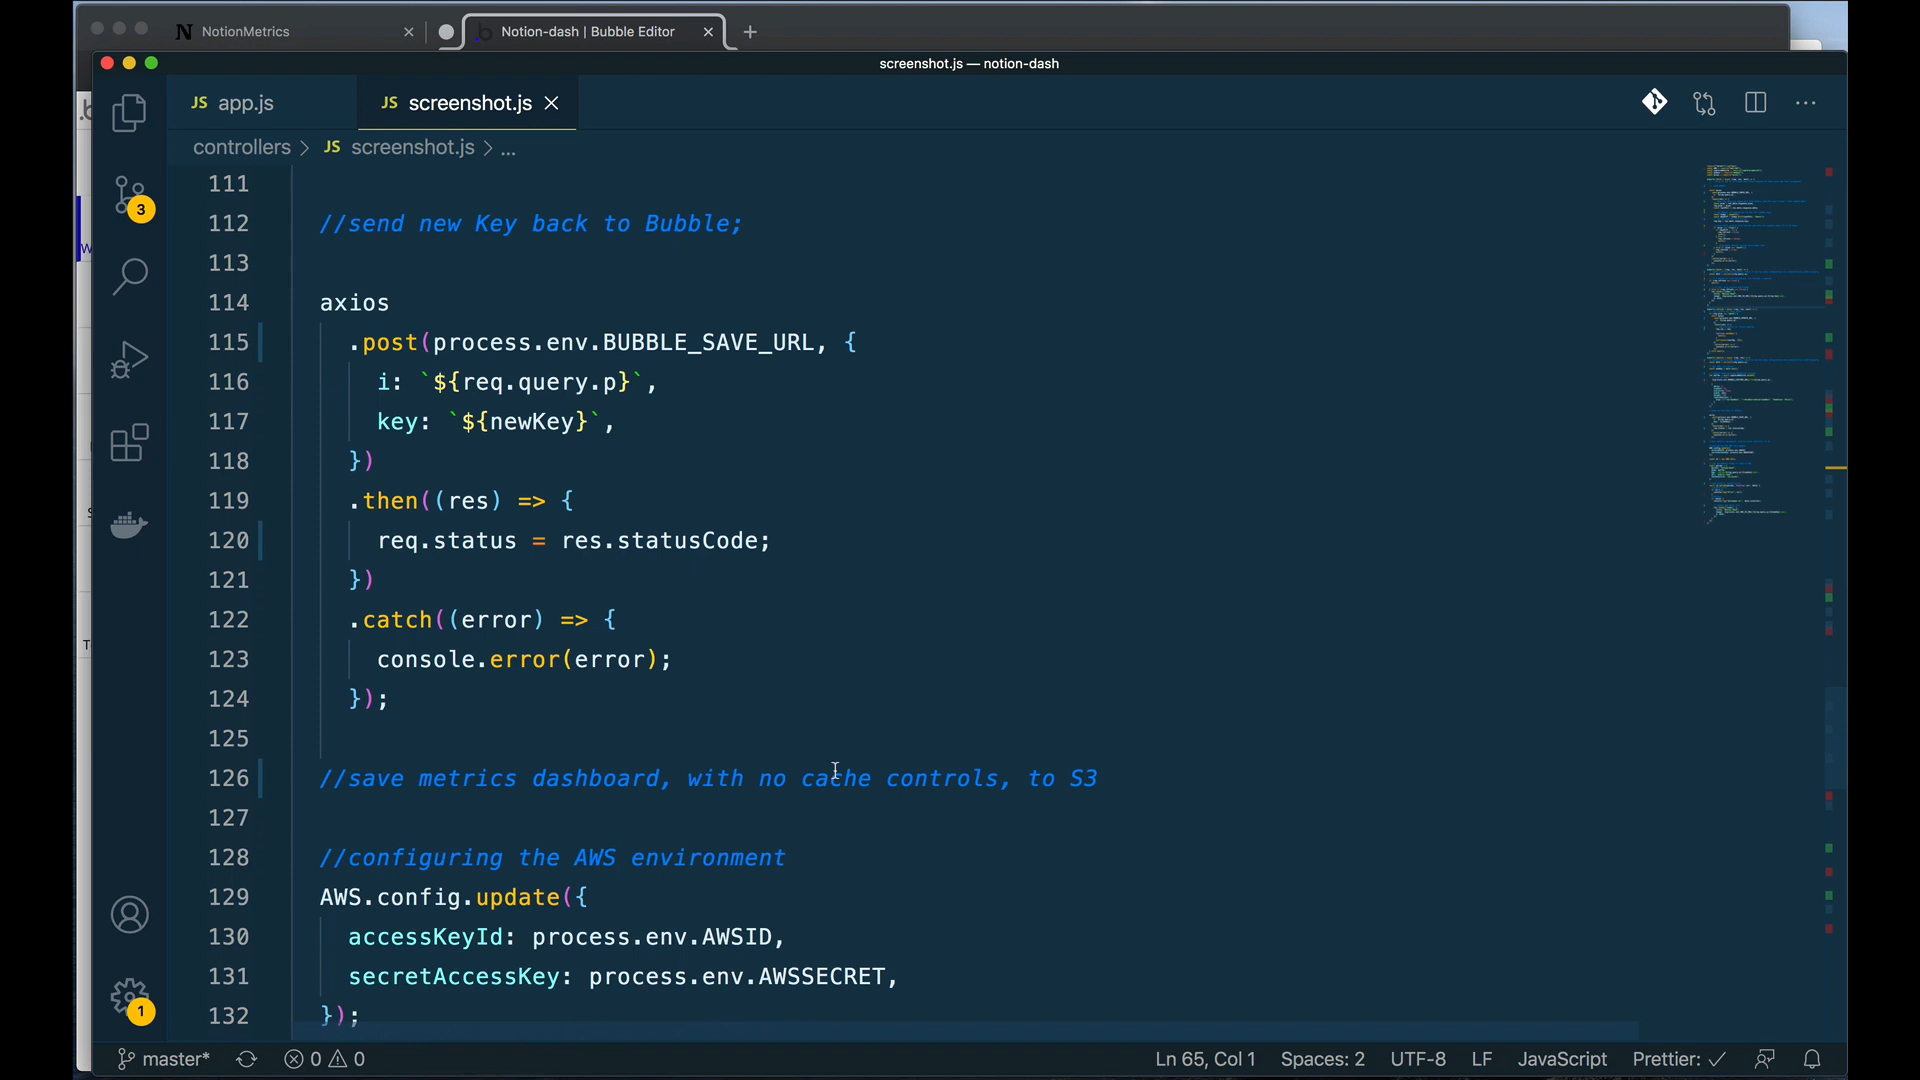 NotionMetrics
Notion-dash | Bubble Editor
screenshot.js — notion-dash
JS app.js
JS screenshot.js
controllers > JS screenshot.js > ...
111
112 //send new Key back to Bubble;
113
114 axios
115 .post(process.env.BUBBLE_SAVE_URL, {
116 i: `${req.query.p}`,
117 key: `${newKey}`,
118 })
119 .then((res) => {
120 req.status = res.statusCode;
121 })
122 .catch((error) => {
123 console.error(error);
124 });
125
126 //save metrics dashboard, with no cache controls, to S3
127
128 //configuring the AWS environment
129 AWS.config.update({
130 accessKeyId: process.env.AWSID,
131 secretAccessKey: process.env.AWSSECRET,
132 });
3
1
master* 0 0 Ln 65, Col 1 Spaces: 2 UTF-8 LF JavaScript Prettier: ✓